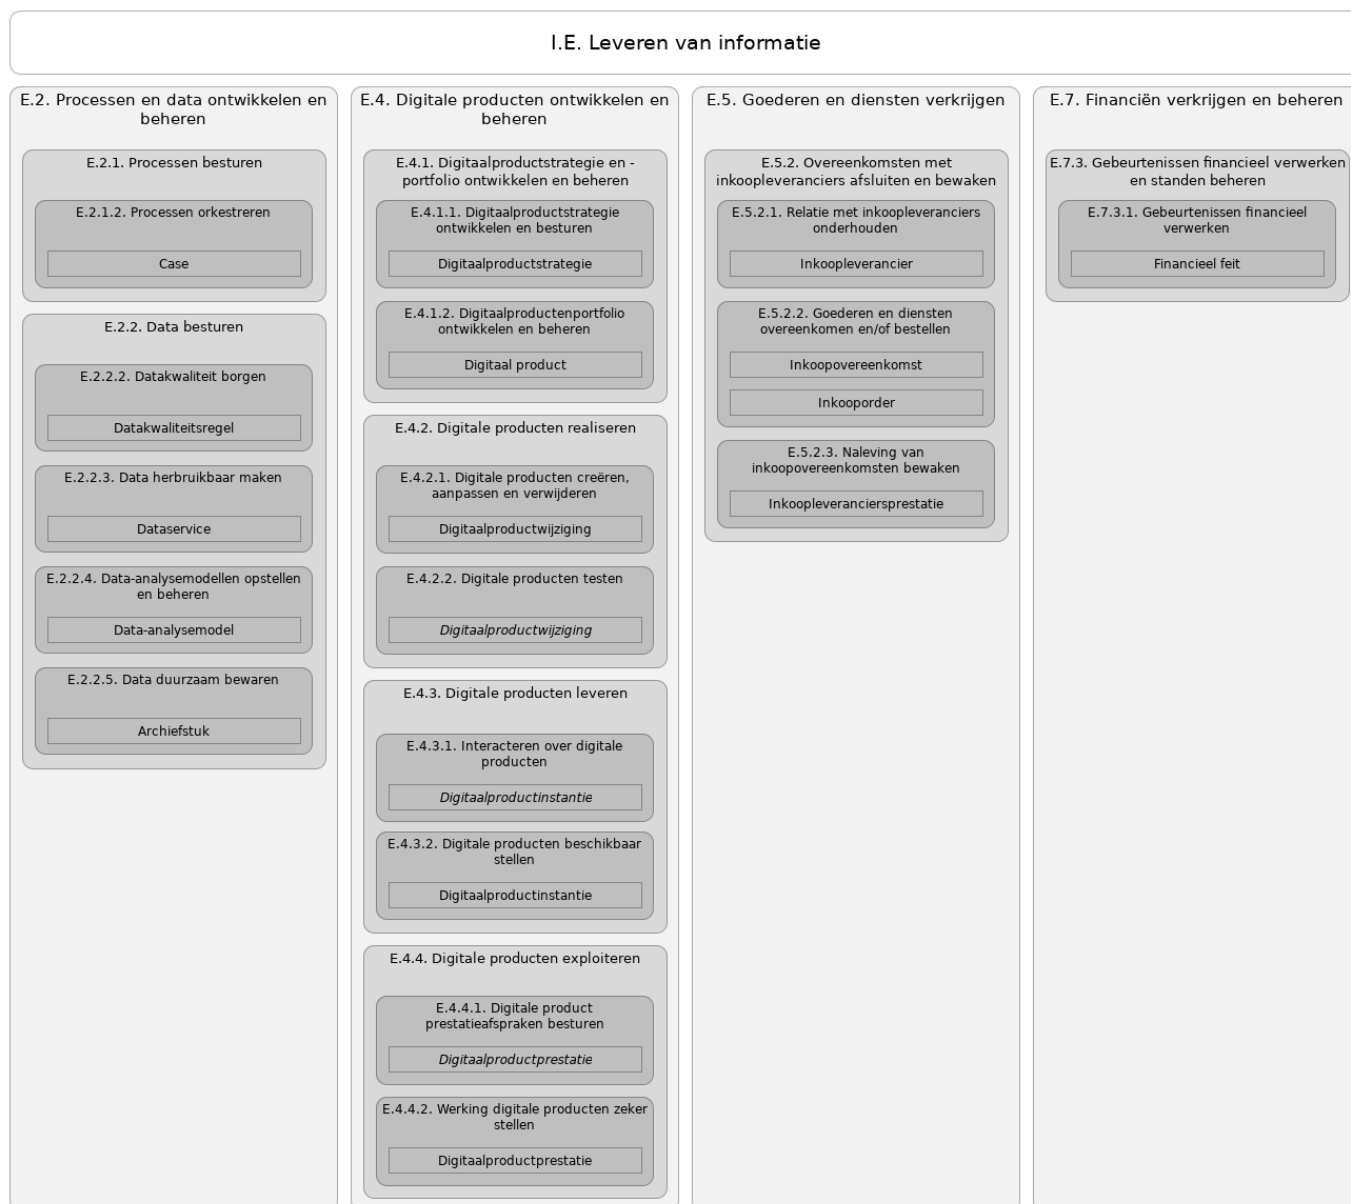 I.E. Leveren van informatie
E.2. Processen en data ontwikkelen en
beheren
E.2.1. Processen besturen
E.2.1.2. Processen orkestreren
Case
E.2.2. Data besturen
E.2.2.2. Datakwaliteit borgen
Datakwaliteitsregel
E.2.2.3. Data herbruikbaar maken
Dataservice
E.2.2.4. Data-analysemodellen opstellen
en beheren
Data-analysemodel
E.2.2.5. Data duurzaam bewaren
Archiefstuk
E.4. Digitale producten ontwikkelen en
beheren
E.4.1. Digitaalproductstrategie en -
portfolio ontwikkelen en beheren
E.4.1.1. Digitaalproductstrategie
ontwikkelen en besturen
Digitaalproductstrategie
E.4.1.2. Digitaalproductenportfolio
ontwikkelen en beheren
Digitaal product
E.4.2. Digitale producten realiseren
E.4.2.1. Digitale producten creëren,
aanpassen en verwijderen
Digitaalproductwijziging
E.4.2.2. Digitale producten testen
Digitaalproductwijziging
E.4.3. Digitale producten leveren
E.4.3.1. Interacteren over digitale
producten
Digitaalproductinstantie
E.4.3.2. Digitale producten beschikbaar
stellen
Digitaalproductinstantie
E.4.4. Digitale producten exploiteren
E.4.4.1. Digitale product
prestatieafspraken besturen
Digitaalproductprestatie
E.4.4.2. Werking digitale producten zeker
stellen
Digitaalproductprestatie
E.5. Goederen en diensten verkrijgen
E.5.2. Overeenkomsten met
inkoopleveranciers afsluiten en bewaken
E.5.2.1. Relatie met inkoopleveranciers
onderhouden
Inkoopleverancier
E.5.2.2. Goederen en diensten
overeenkomen en/of bestellen
Inkoopovereenkomst
Inkooporder
E.5.2.3. Naleving van
inkoopovereenkomsten bewaken
Inkoopleveranciersprestatie
E.7. Financiën verkrijgen en beheren
E.7.3. Gebeurtenissen financieel verwerken
en standen beheren
E.7.3.1. Gebeurtenissen financieel
verwerken
Financieel feit